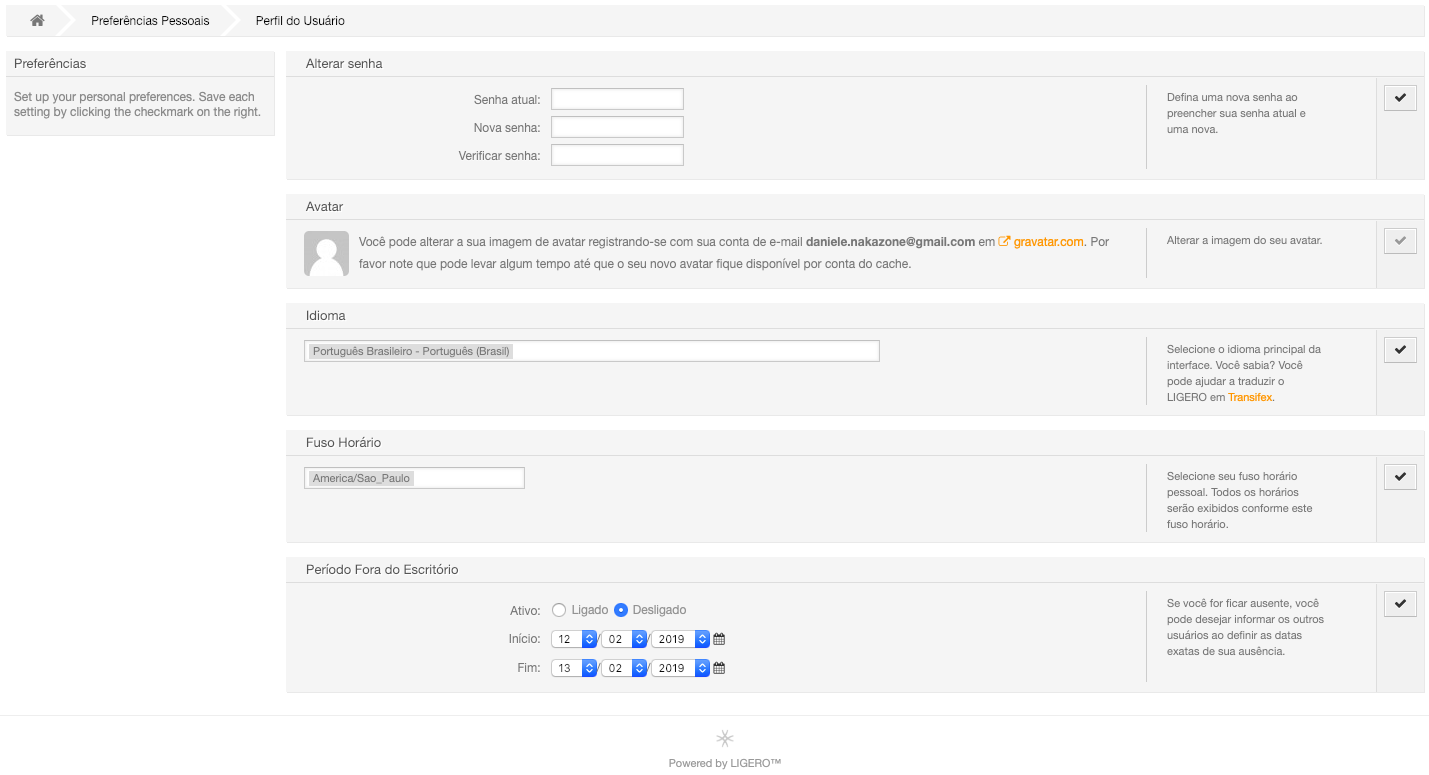 Preferências Pessoais
Perfil do Usuário
Preferências
Set up your personal preferences. Save each
setting by clicking the checkmark on the right.
Alterar senha
Senha atual:
Nova senha:
Verificar senha:
Defina uma nova senha ao
preencher sua senha atual e
uma nova.
Avatar
Você pode alterar a sua imagem de avatar registrando-se com sua conta de e-mail daniele.nakazone@gmail.com em gravatar.com. Por
favor note que pode levar algum tempo até que o seu novo avatar fique disponível por conta do cache.
Alterar a imagem do seu avatar.
Idioma
Português Brasileiro - Português (Brasil)
Selecione o idioma principal da
interface. Você sabia? Você
pode ajudar a traduzir o
LIGERO em Transifex.
Fuso Horário
America/Sao_Paulo
Selecione seu fuso horário
pessoal. Todos os horários
serão exibidos conforme este
fuso horário.
Período Fora do Escritório
Ativo: Ligado Desligado
Início: 12 / 02 / 2019
Fim: 13 / 02 / 2019
Se você for ficar ausente, você
pode desejar informar os outros
usuários ao definir as datas
exatas de sua ausência.
Powered by LIGERO™